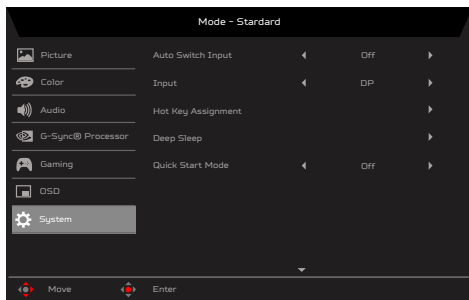 Mode - Stardard
Picture
Auto Switch Input
Off
Color
Input
DP
Audio
Hot Key Assignment
G-Sync® Processor
Deep Sleep
Gaming
Quick Start Mode
Off
OSD
System
Move
Enter